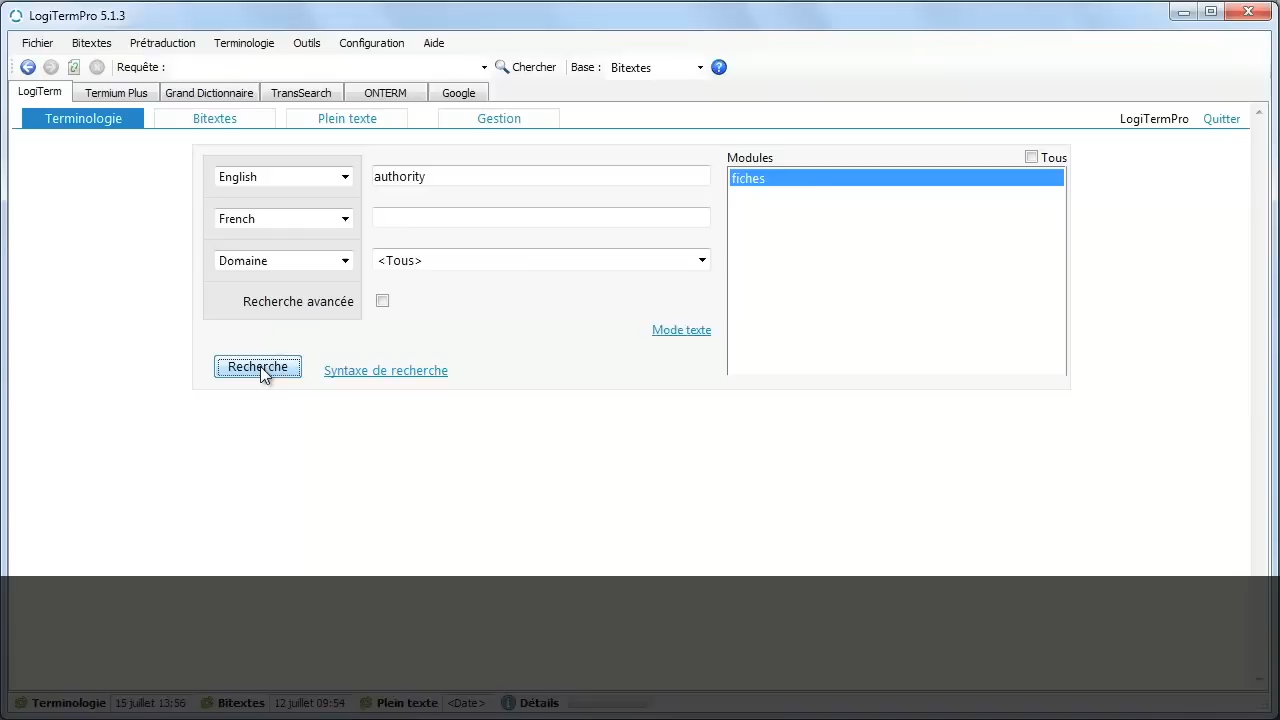 LogiTermPro 5.1.3
Fichier Bitextes Prétraduction Terminologie Outils Configuration Aide
Requête : Chercher Base : Bitextes
LogiTerm Termium Plus Grand Dictionnaire TransSearch ONTERM Google
Terminologie Bitextes Plein texte Gestion LogiTermPro Quitter
Modules Tous
English authority fiches
French
Domaine <Tous>
Recherche avancée
Mode texte
Recherche Syntaxe de recherche
Terminologie 15 juillet 13:56 Bitextes 12 juillet 09:54 Plein texte <Date> Détails